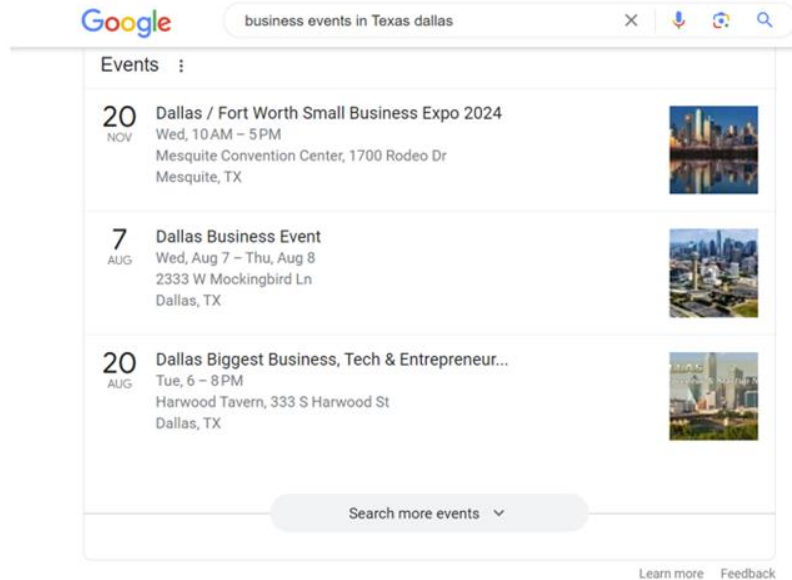 Google
business events in Texas dallas
Events
20
NOV
Dallas / Fort Worth Small Business Expo 2024
Wed, 10 AM – 5 PM
Mesquite Convention Center, 1700 Rodeo Dr
Mesquite, TX
7
AUG
Dallas Business Event
Wed, Aug 7 – Thu, Aug 8
2333 W Mockingbird Ln
Dallas, TX
20
AUG
Dallas Biggest Business, Tech & Entrepreneur...
Tue, 6 – 8 PM
Harwood Tavern, 333 S Harwood St
Dallas, TX
Search more events
Learn more Feedback